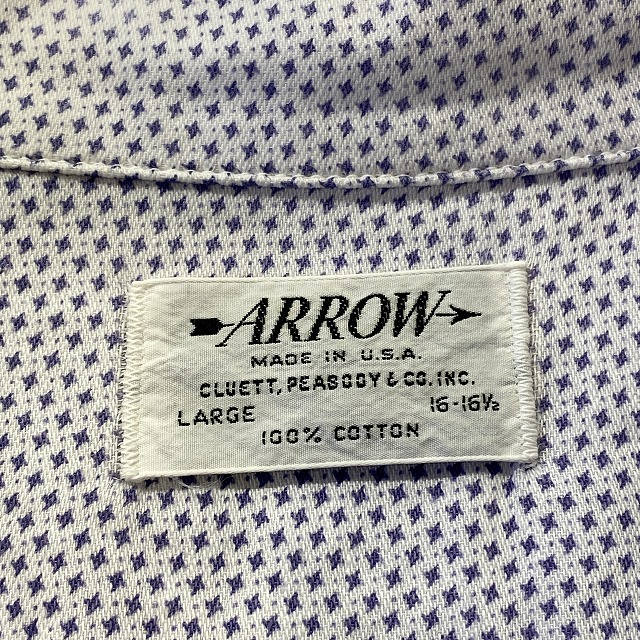 ARROW
MADE IN U.S.A.
CLUETT, PEABODY & CO. INC.
LARGE 16-16½
100% COTTON